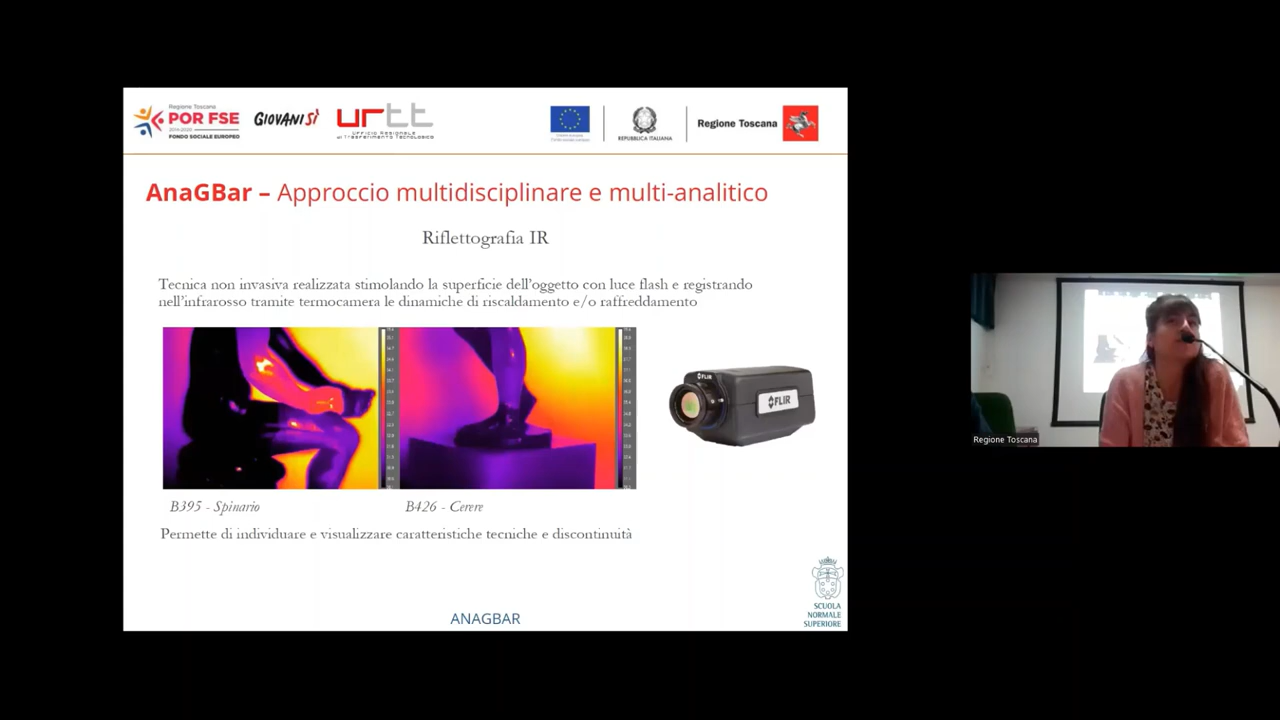 Regione Toscana
POR FSE
2014-2020
FONDO SOCIALE EUROPEO
GIOVANISÌ
urtt
Ufficio Regionale
di Trasferimento Tecnologico
REPUBBLICA ITALIANA
Regione Toscana
AnaGBar – Approccio multidisciplinare e multi-analitico
Riflettografia IR
Tecnica non invasiva realizzata stimolando la superficie dell'oggetto con luce flash e registrando
nell'infrarosso tramite termocamera le dinamiche di riscaldamento e/o raffreddamento
FLIR
FLIR
B395 - Spinario
B426 - Cerere
Permette di individuare e visualizzare caratteristiche tecniche e discontinuità
ANAGBAR
SCUOLA
NORMALE
SUPERIORE
Regione Toscana